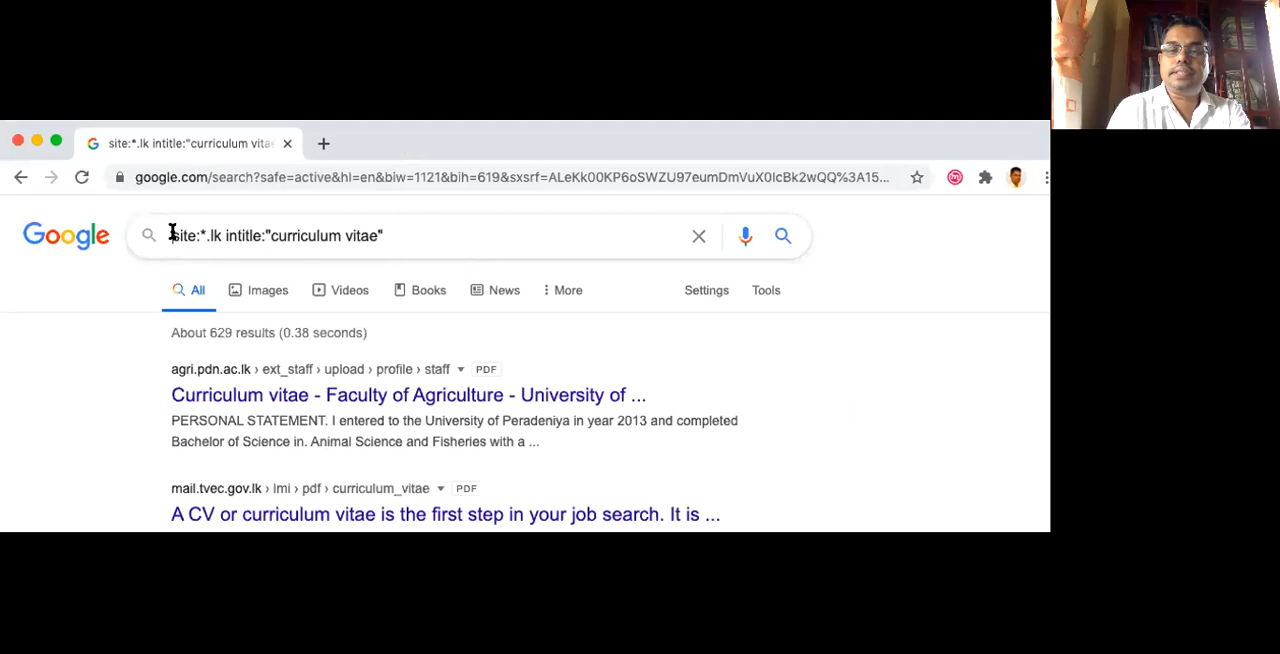 site:*.lk intitle:"curriculum vitae
google.com/search?safe=active&hl=en&biw=1121&bih=619&sxsrf=ALeKk00KP6oSWZU97eumDmVuX0lcBk2wQQ%3A15...
Google
site:*.lk intitle:"curriculum vitae"
All Images Videos Books News More Settings Tools
About 629 results (0.38 seconds)
agri.pdn.ac.lk › ext_staff › upload › profile › staff PDF
Curriculum vitae - Faculty of Agriculture - University of ...
PERSONAL STATEMENT. I entered to the University of Peradeniya in year 2013 and completed
Bachelor of Science in. Animal Science and Fisheries with a ...
mail.tvec.gov.lk › lmi › pdf › curriculum_vitae PDF
A CV or curriculum vitae is the first step in your job search. It is ...